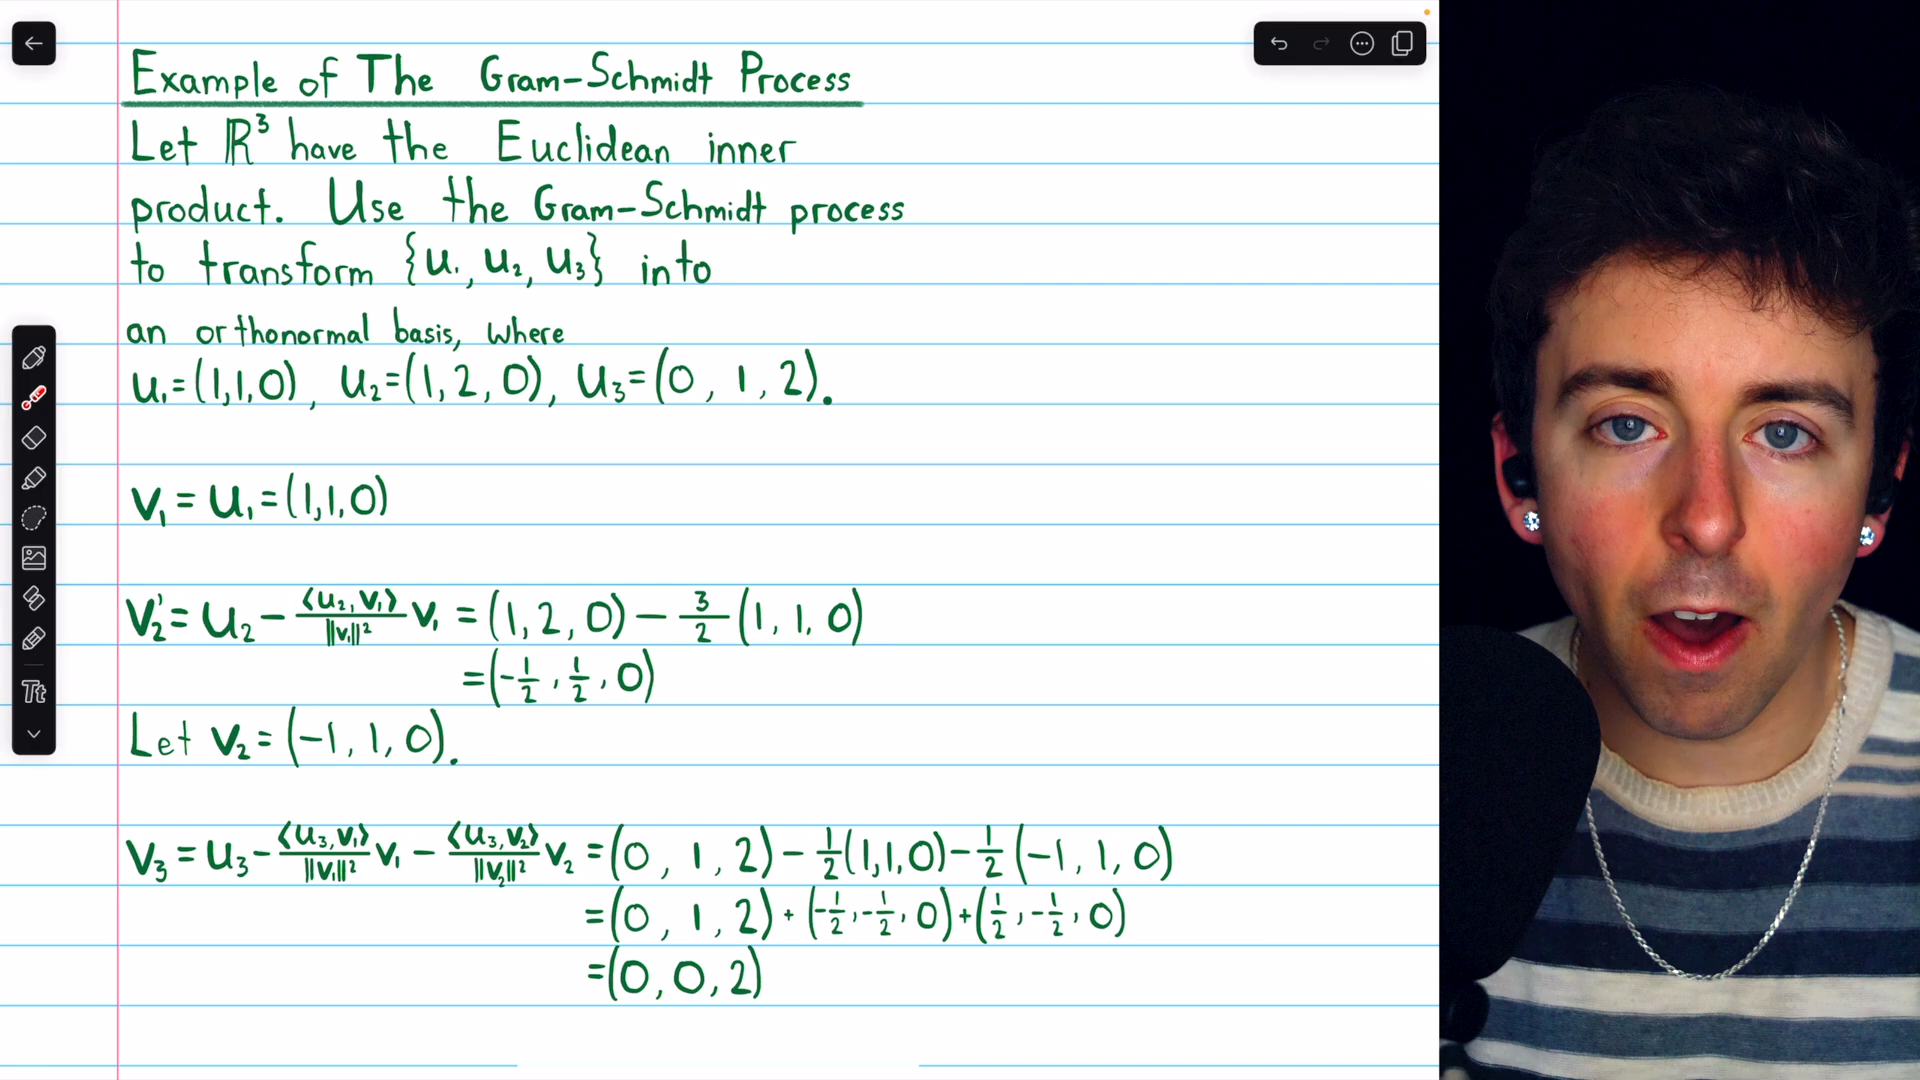 Example of The Gram-Schmidt Process
Let ℝ³ have the Euclidean inner
product. Use the Gram-Schmidt process
to transform {u₁, u₂, u₃} into
an orthonormal basis, where
u₁=(1,1,0), u₂=(1,2,0), u₃=(0,1,2).
v₁ = u₁ = (1,1,0)
v₂' = u₂ - ⟨u₂,v₁⟩/||v₁||² v₁ = (1,2,0) - 3/2 (1,1,0)
= (-1/2, 1/2, 0)
Let v₂ = (-1,1,0).
v₃ = u₃ - ⟨u₃,v₁⟩/||v₁||² v₁ - ⟨u₃,v₂⟩/||v₂||² v₂ = (0,1,2) - 1/2(1,1,0) - 1/2(-1,1,0)
= (0,1,2) + (-1/2,-1/2,0) + (1/2,-1/2,0)
= (0,0,2)
Tt